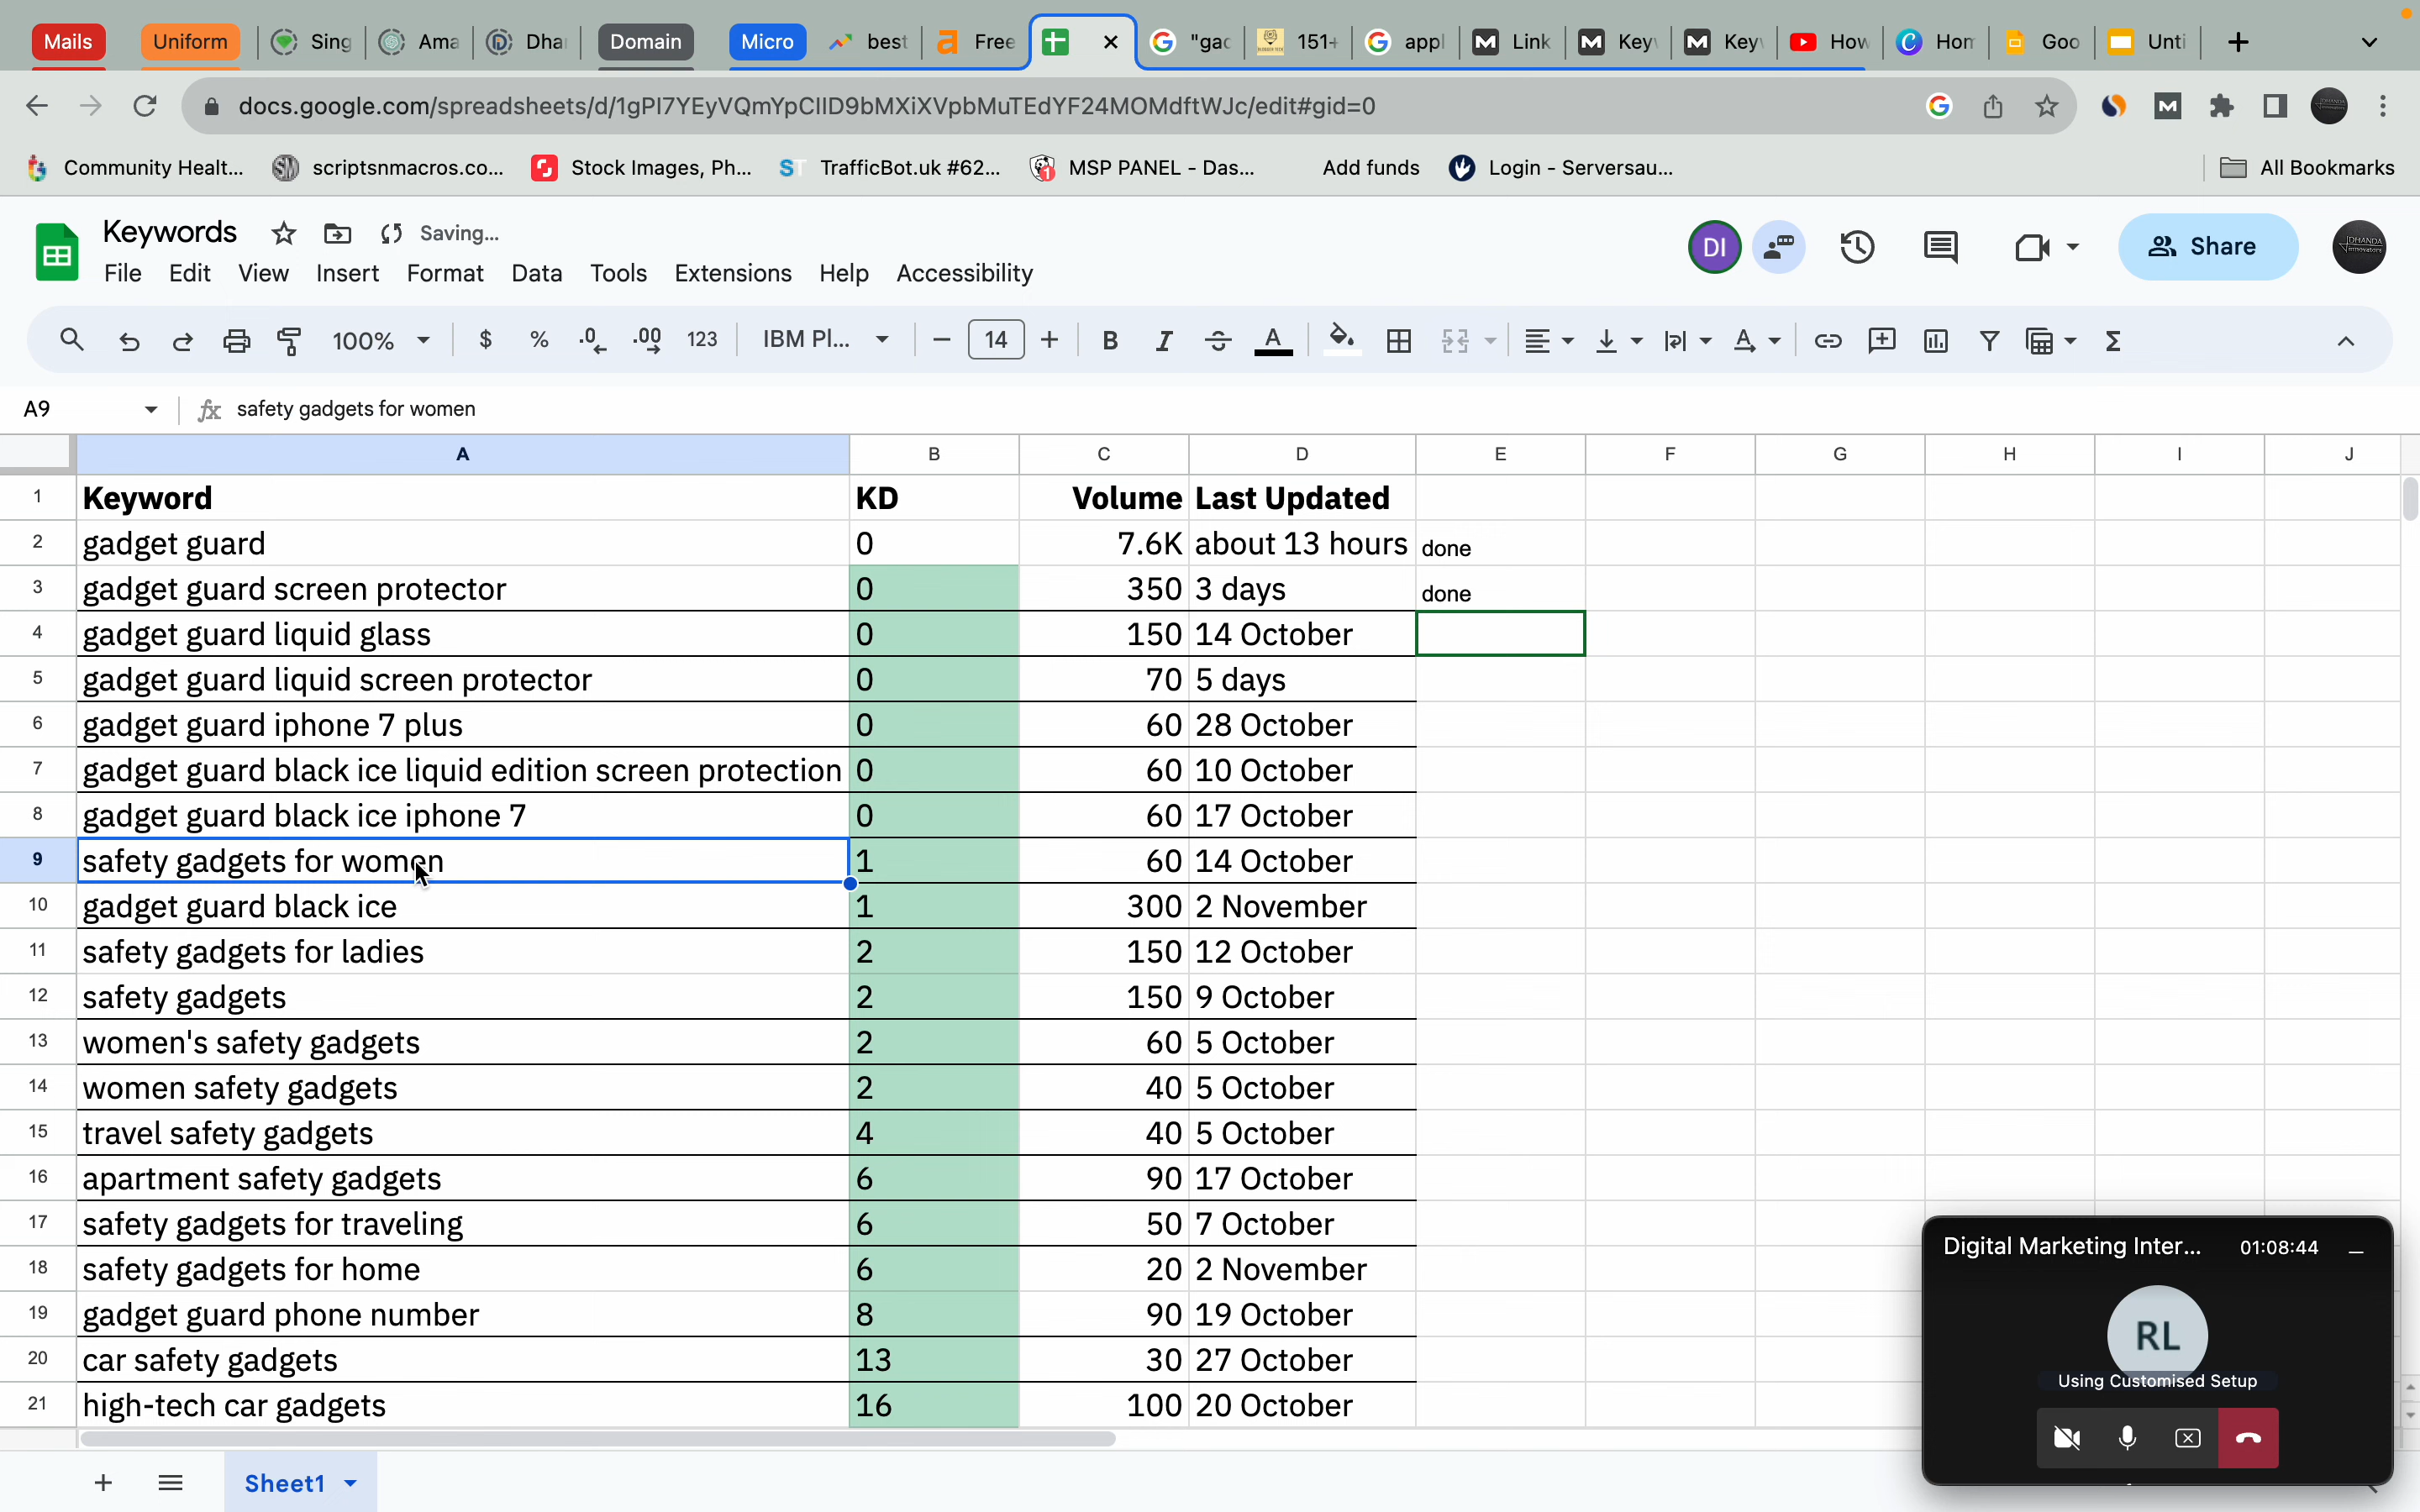 Mails Uniform Sing Ama Dha Domain Micro best Free "gac 151+ appl Link Key Key How Hom Goo Unti
docs.google.com/spreadsheets/d/1gPI7YEyVQmYpCIID9bMXiXVpbMuTEdYF24MOMdftWJc/edit#gid=0
Community Healt... scriptsnmacros.co... Stock Images, Ph... TrafficBot.uk #62... MSP PANEL - Das... Add funds Login - Serversau... All Bookmarks
Keywords Saving...
File Edit View Insert Format Data Tools Extensions Help Accessibility
DI Share
100% $ % .0 .00 123 IBM Pl... 14 B I
A9 fx safety gadgets for women
A B C D E F G H I J
1 Keyword KD Volume Last Updated
2 gadget guard 0 7.6K about 13 hours done
3 gadget guard screen protector 0 350 3 days done
4 gadget guard liquid glass 0 150 14 October
5 gadget guard liquid screen protector 0 70 5 days
6 gadget guard iphone 7 plus 0 60 28 October
7 gadget guard black ice liquid edition screen protection 0 60 10 October
8 gadget guard black ice iphone 7 0 60 17 October
9 safety gadgets for women 1 60 14 October
10 gadget guard black ice 1 300 2 November
11 safety gadgets for ladies 2 150 12 October
12 safety gadgets 2 150 9 October
13 women's safety gadgets 2 60 5 October
14 women safety gadgets 2 40 5 October
15 travel safety gadgets 4 40 5 October
16 apartment safety gadgets 6 90 17 October
17 safety gadgets for traveling 6 50 7 October
18 safety gadgets for home 6 20 2 November
19 gadget guard phone number 8 90 19 October
20 car safety gadgets 13 30 27 October
21 high-tech car gadgets 16 100 20 October
Digital Marketing Inter... 01:08:44
RL
Using Customised Setup
Sheet1